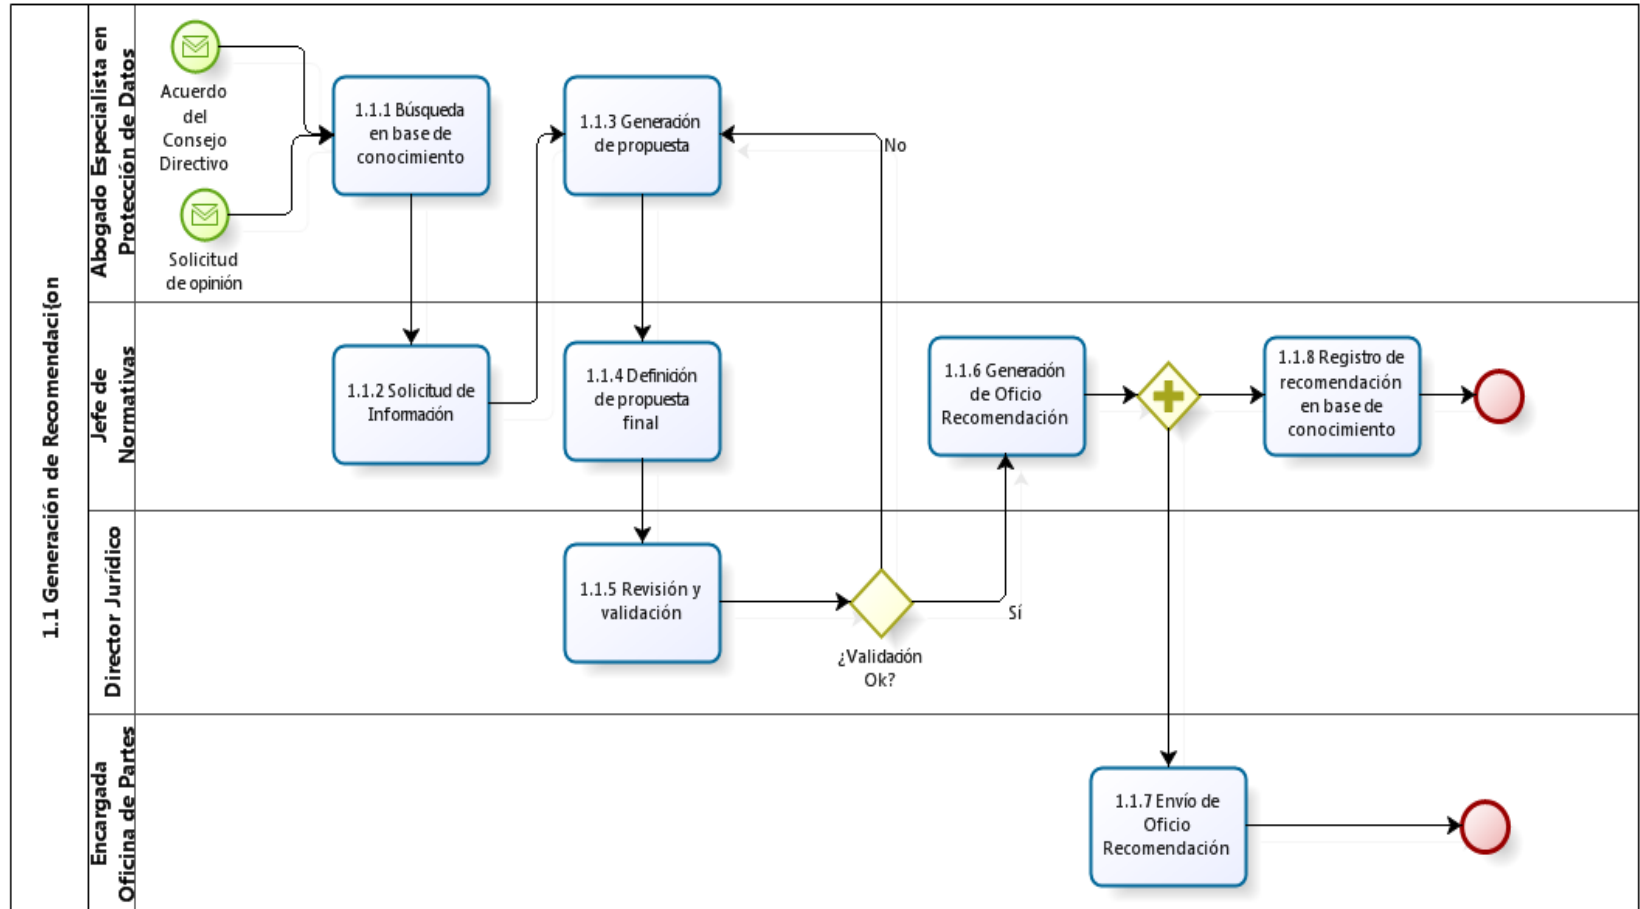 1.1 Generación de Recomendaci{on
Abogado Especialista en
Protección de Datos
Acuerdo
del
Consejo
Directivo
Solicitud
de opinión
1.1.1 Búsqueda
en base de
conocimiento
1.1.3 Generación
de propuesta
No
Jefe de
Normativas
1.1.2 Solicitud de
Información
1.1.4 Definición
de propuesta
final
1.1.6 Generación
de Oficio
Recomendación
1.1.8 Registro de
recomendación
en base de
conocimiento
Director Jurídico
1.1.5 Revisión y
validación
¿Validación
Ok?
Sí
Encargada
Oficina de Partes
1.1.7 Envío de
Oficio
Recomendación